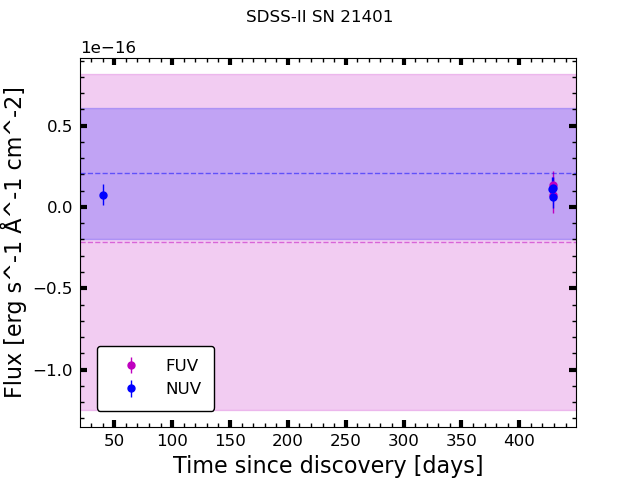 SDSS-II SN 21401
1e−16
0.5
0.0
−0.5
−1.0
Flux [erg s^-1 Å^-1 cm^-2]
FUV
NUV
50 100 150 200 250 300 350 400
Time since discovery [days]